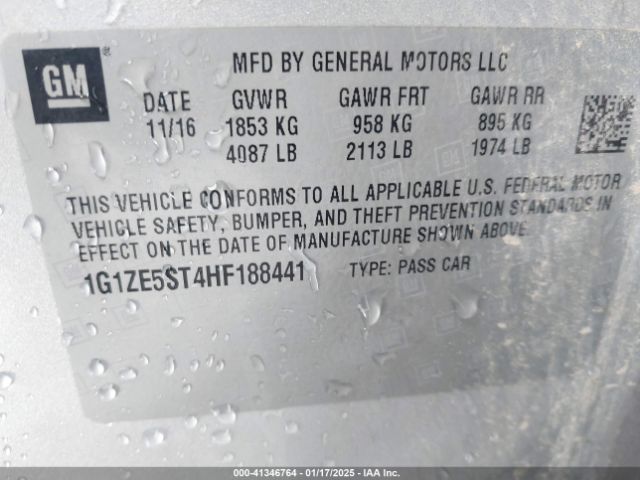 GM
MFD BY GENERAL MOTORS LLC
DATE GVWR GAWR FRT GAWR RR
11/16 1853 KG 958 KG 895 KG
4087 LB 2113 LB 1974 LB
THIS VEHICLE CONFORMS TO ALL APPLICABLE U.S. FEDERAL MOTOR
VEHICLE SAFETY, BUMPER, AND THEFT PREVENTION STANDARDS IN
EFFECT ON THE DATE OF MANUFACTURE SHOWN ABOVE.
1G1ZE5ST4HF188441 TYPE: PASS CAR
000-41346764 - 01/17/2025 - IAA Inc.